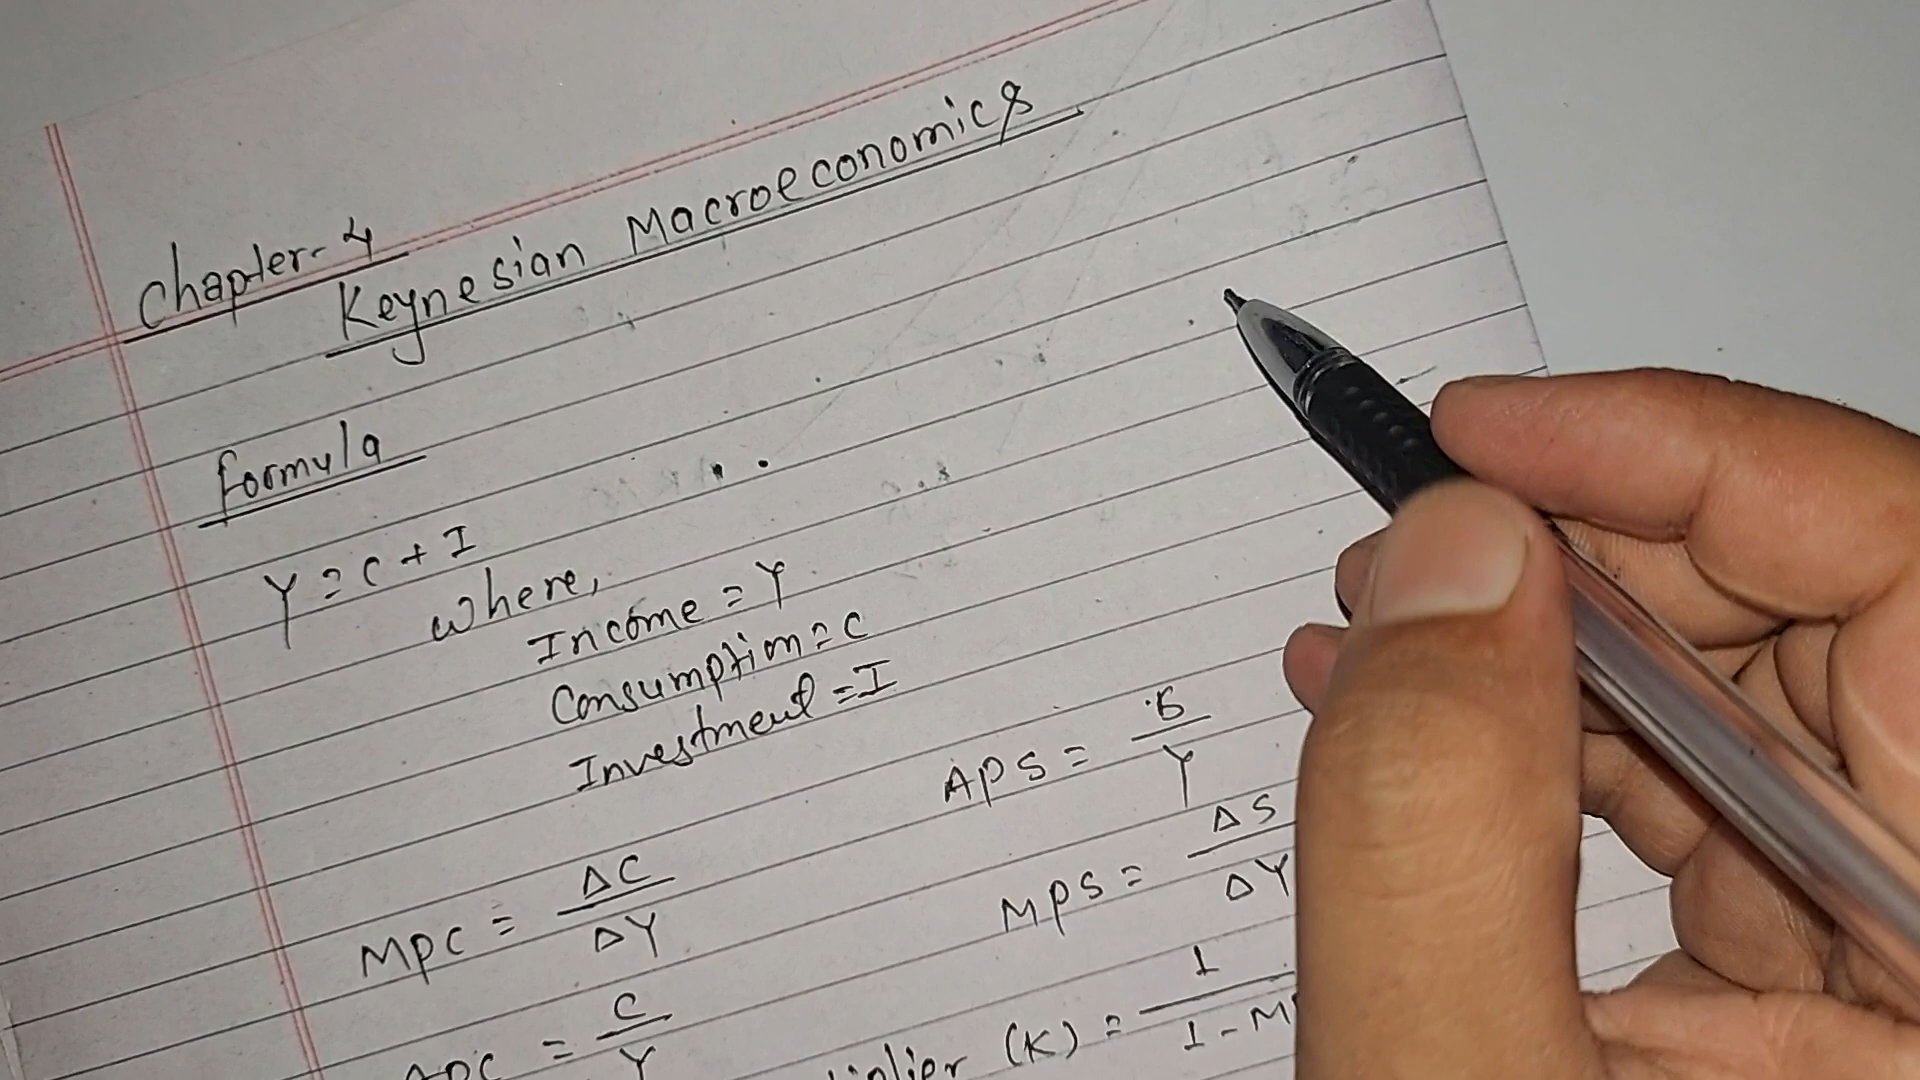 Chapter-4
Keynesian Macroeconomics
Formula
Y = C + I
where,
Income = Y
Consumption = C
Investment = I
APS = S/Y
MPC = ΔC/ΔY
MPS = ΔS/ΔY
APC = C/Y
(K) = 1/1 - M